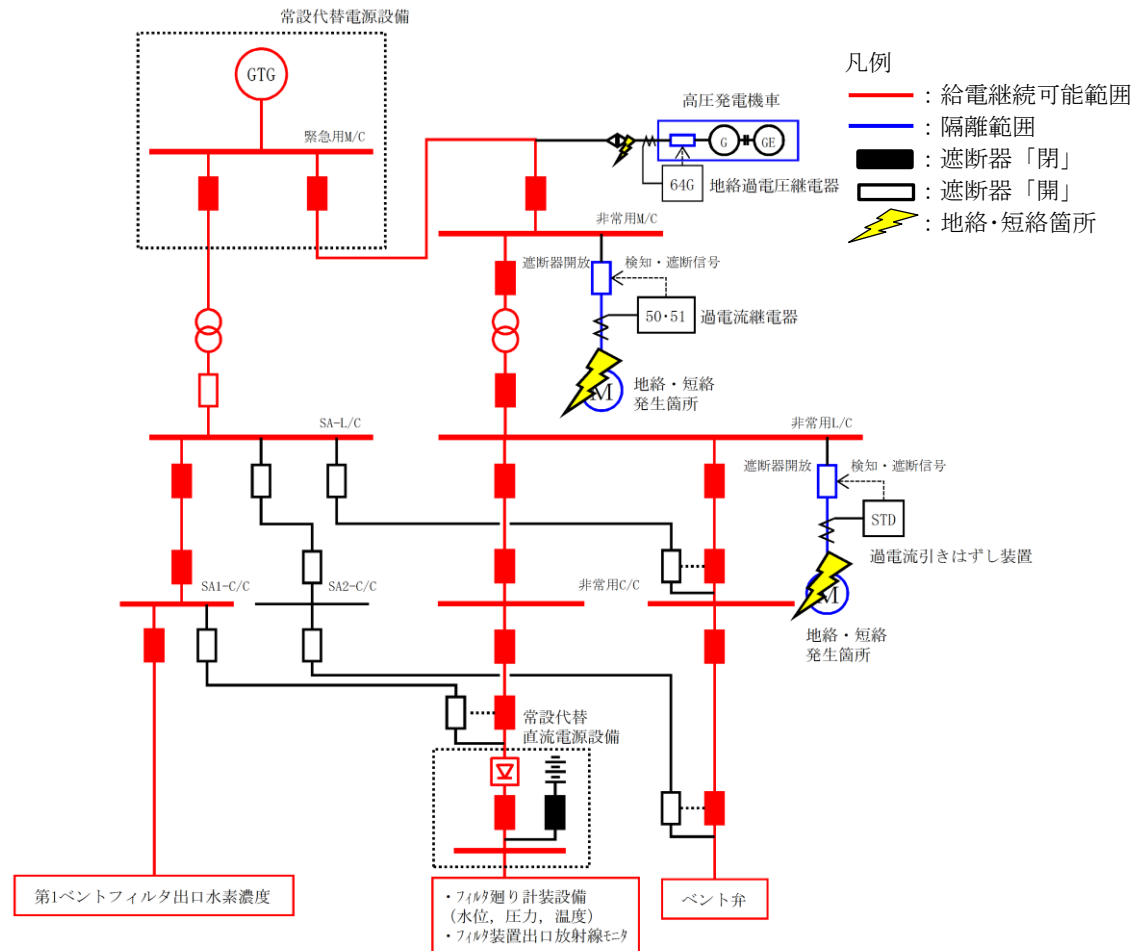 常設代替電源設備
GTG
緊急用M/C
高圧発電機車
G
GE
64G
地絡過電圧継電器
凡例
：給電継続可能範囲
：隔離範囲
：遮断器「閉」
：遮断器「開」
：地絡・短絡箇所
非常用M/C
遮断器開放
検知・遮断信号
50・51
過電流継電器
M
地絡・短絡
発生箇所
SA-L/C
非常用L/C
遮断器開放
検知・遮断信号
STD
過電流引きはずし装置
M
地絡・短絡
発生箇所
SA1-C/C
SA2-C/C
非常用C/C
常設代替
直流電源設備
第1ベントフィルタ出口水素濃度
・フィルタ廻り計装設備
（水位，圧力，温度）
・フィルタ装置出口放射線モニタ
ベント弁